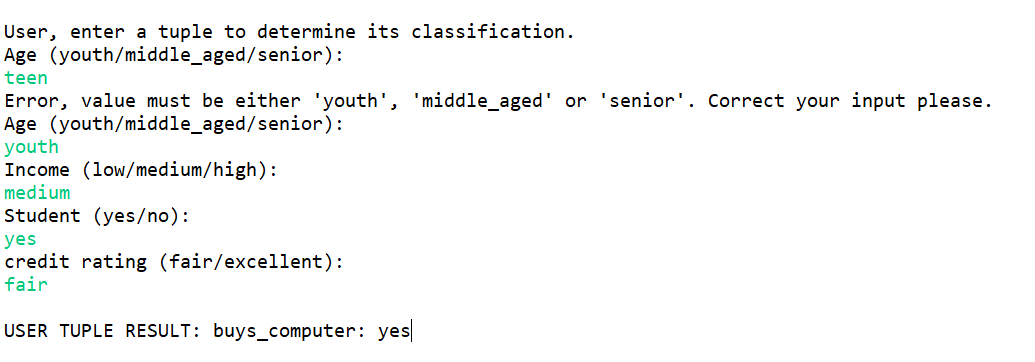 User, enter a tuple to determine its classification.
Age (youth/middle_aged/senior):
teen
Error, value must be either 'youth', 'middle_aged' or 'senior'. Correct your input please.
Age (youth/middle_aged/senior):
youth
Income (low/medium/high):
medium
Student (yes/no):
yes
credit rating (fair/excellent):
fair
USER TUPLE RESULT: buys_computer: yes